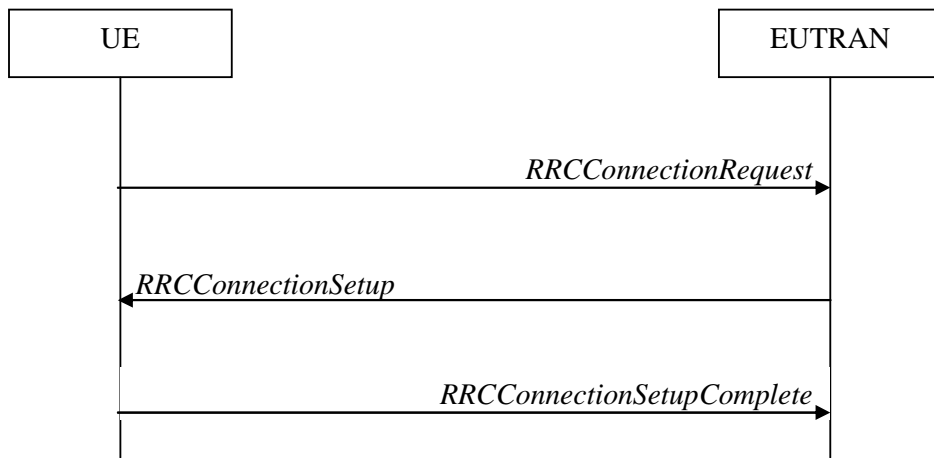 UE
EUTRAN
RRCConnectionRequest
RRCConnectionSetup
RRCConnectionSetupComplete